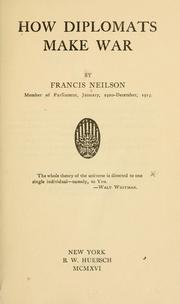 HOW DIPLOMATS
MAKE WAR
BY
FRANCIS NEILSON
Member of Parliament, January, 1910-December, 1915.
The whole theory of the universe is directed to one
single individual—namely, to You.
—WALT WHITMAN.
NEW YORK
B. W. HUEBSCH
MCMXVI